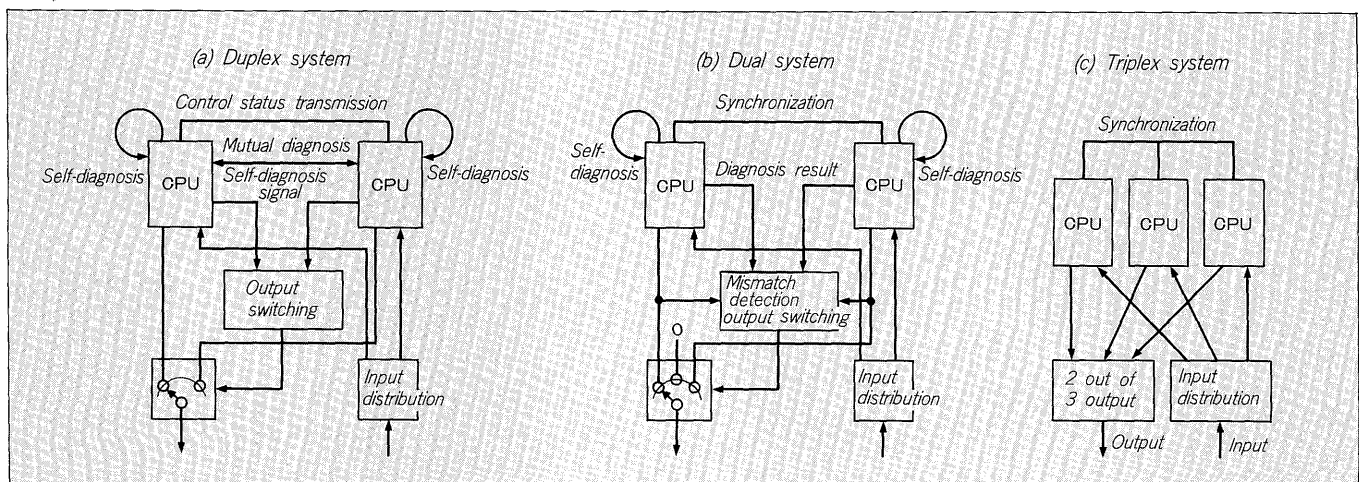 (a) Duplex system
Control status transmission
Mutual diagnosis
Self-diagnosis
CPU
Self-diagnosis
signal
CPU
Self-diagnosis
Output
switching
Input
distribution
(b) Dual system
Synchronization
Self-
diagnosis
CPU
Diagnosis result
CPU
Self-diagnosis
Mismatch
detection
output switching
0
Input
distribution
(c) Triplex system
Synchronization
CPU
CPU
CPU
2 out of
3 output
Input
distribution
Output
Input